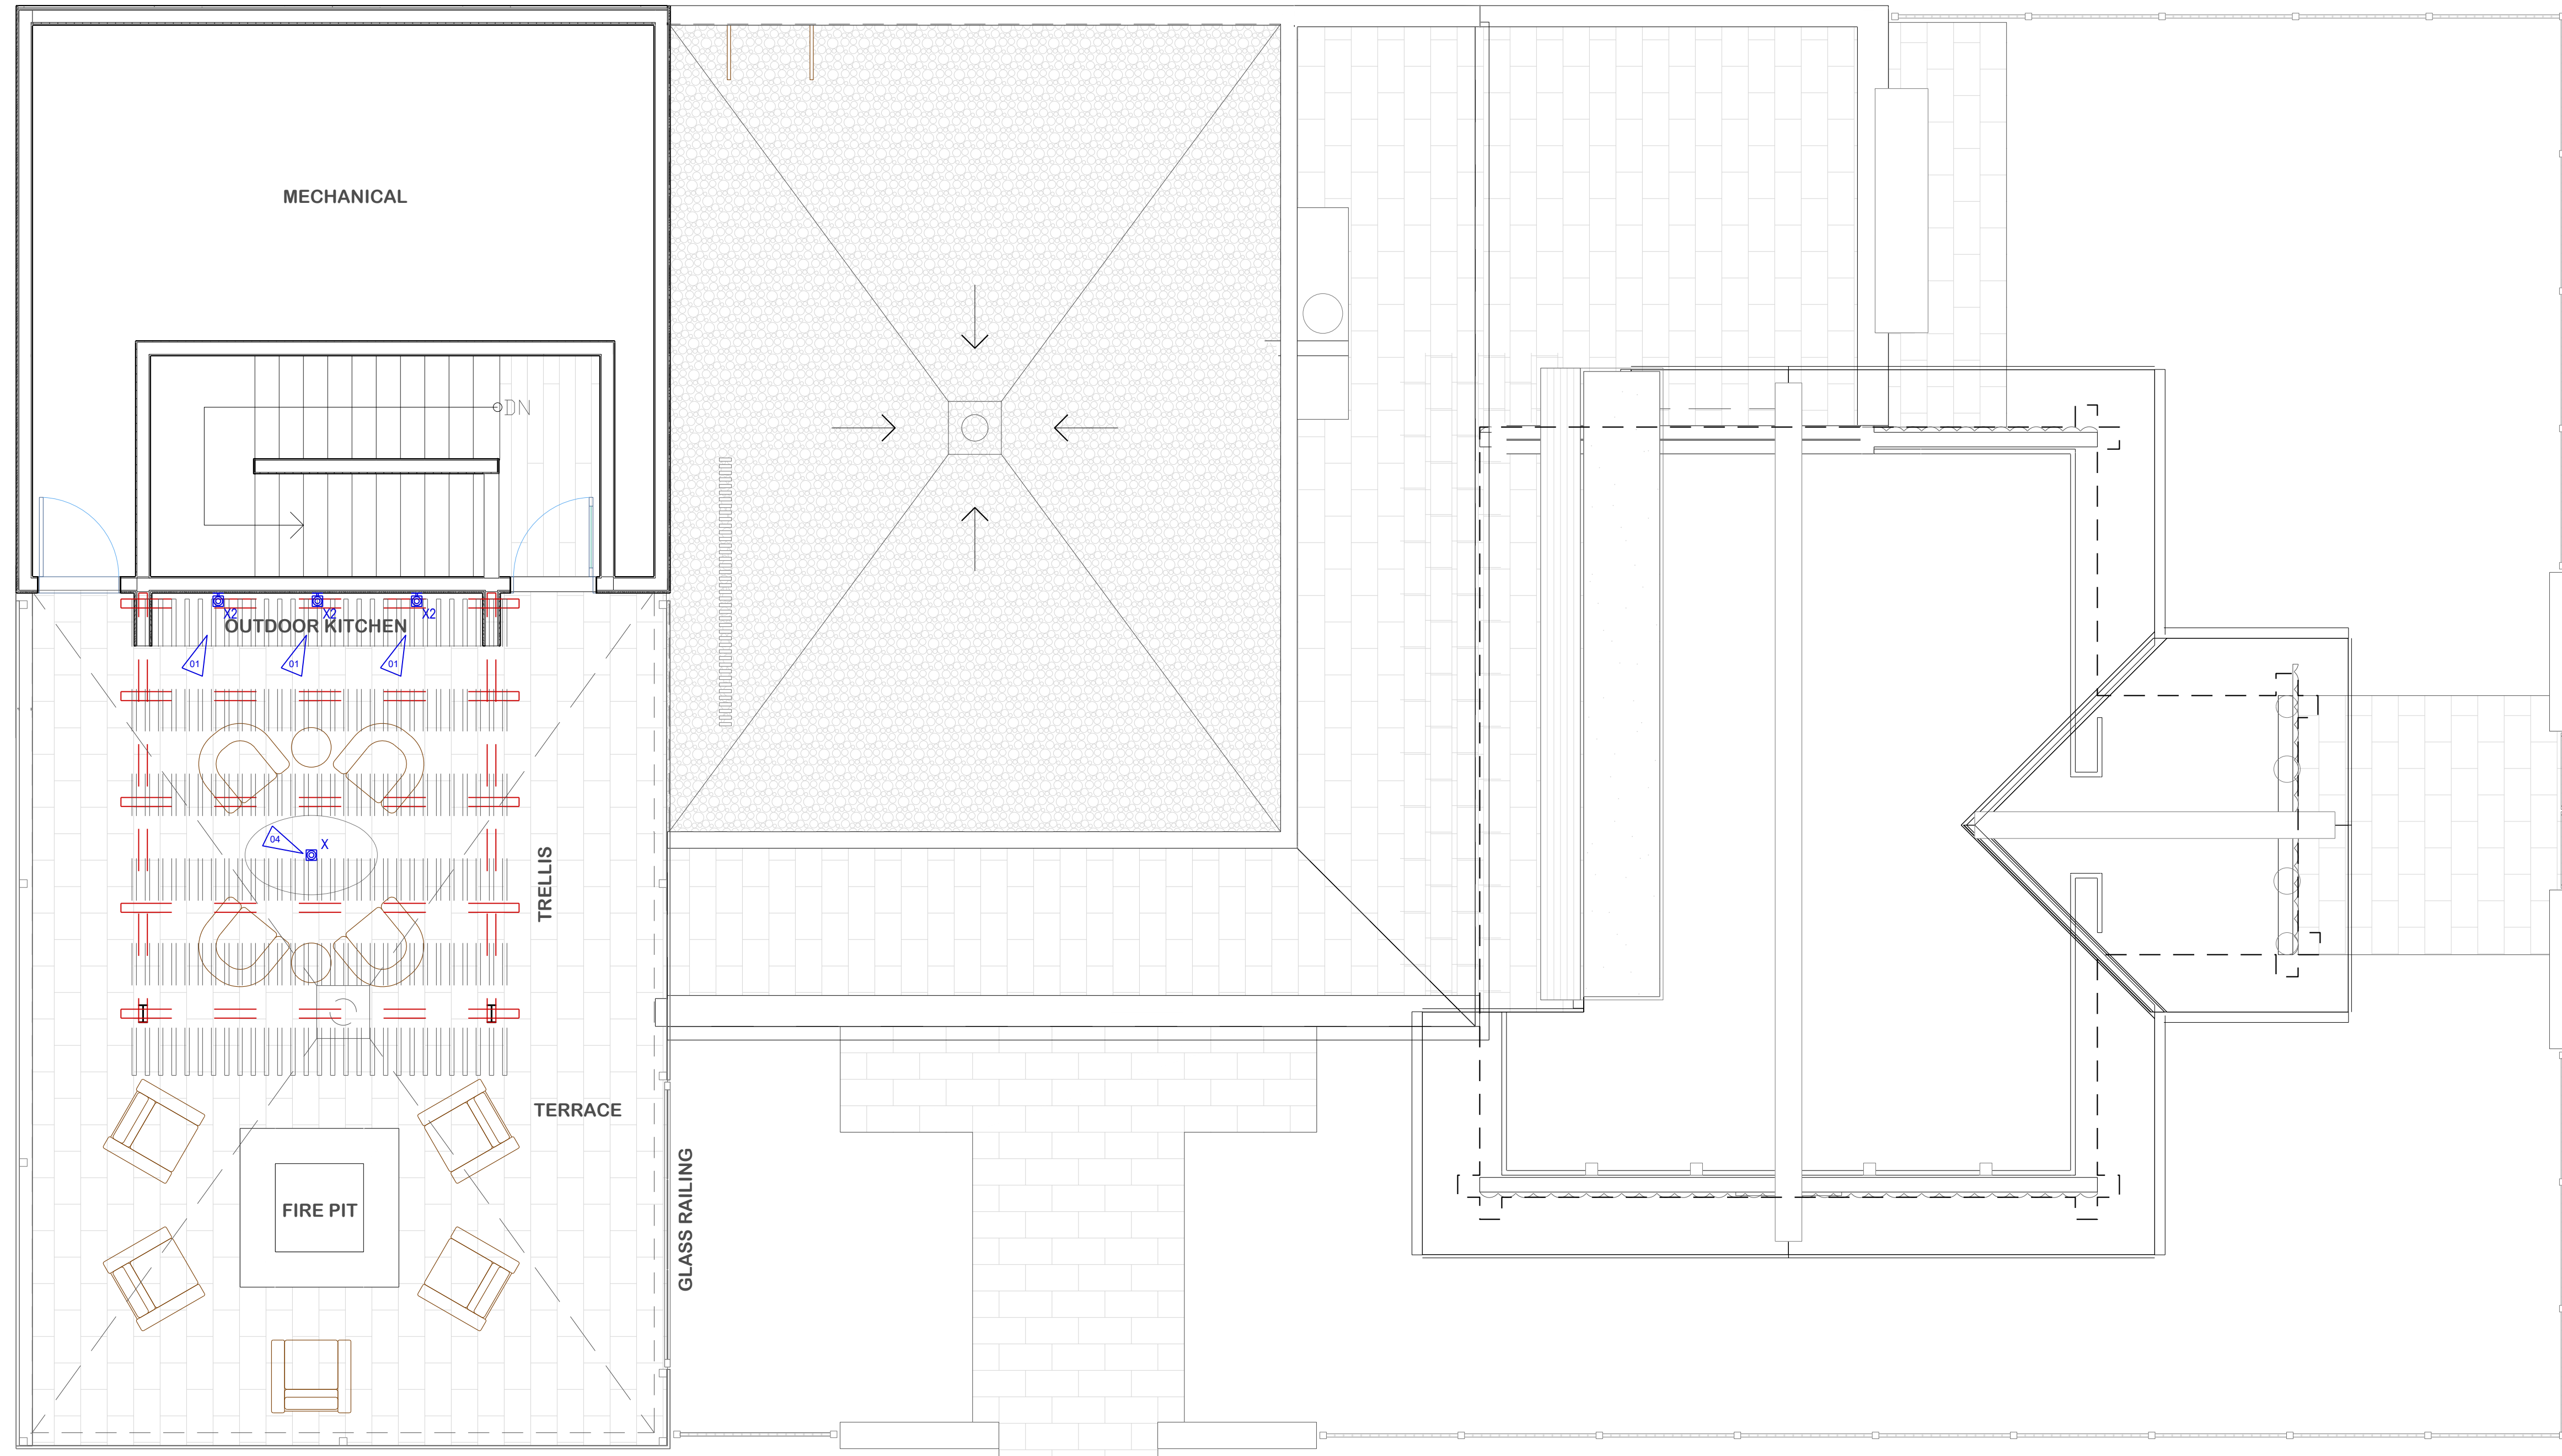 MECHANICAL
DN
X2
X2
X2
OUTDOOR KITCHEN
01
01
01
04
X
TRELLIS
TERRACE
GLASS RAILING
FIRE PIT